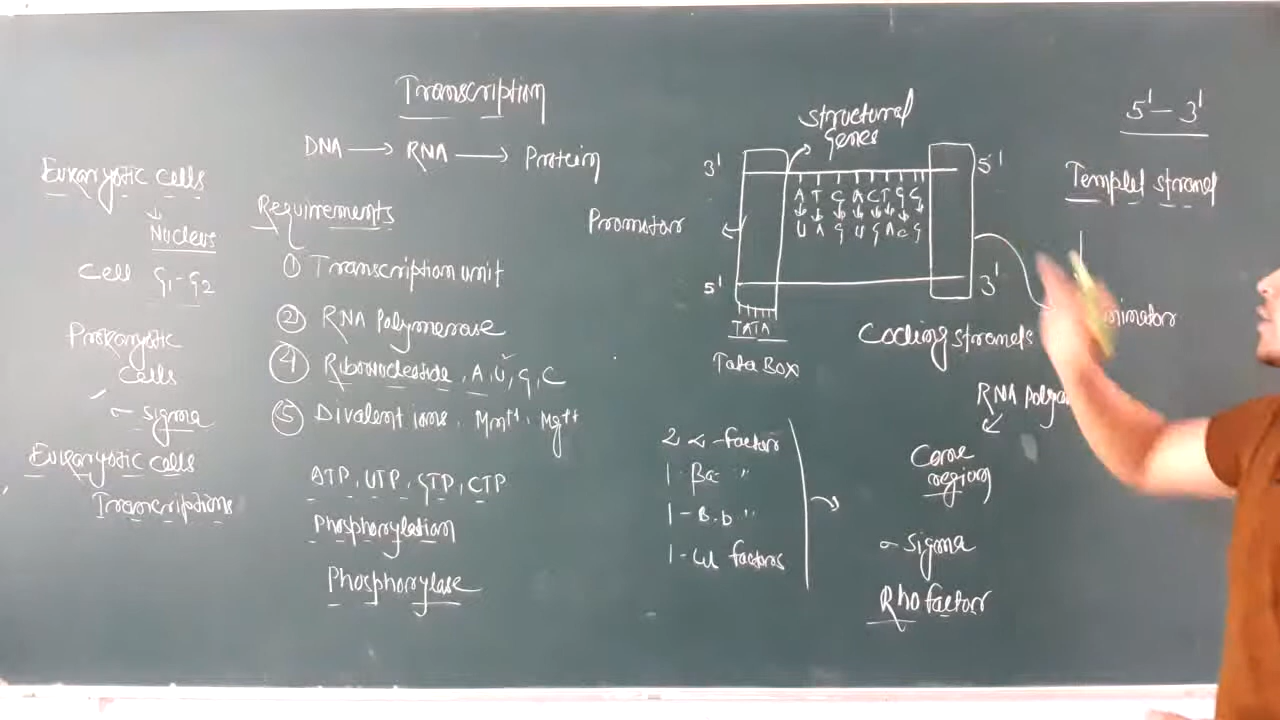 Transcription
DNA → RNA → Protein
Eukaryotic cells
Nucleus
Cell G1-G2
Prokaryotic
Cells
σ sigma
Eukaryotic cells
Transcriptions
Requirements
① Transcription unit
② RNA Polymerase
④ Ribonucleoside, A, U, G, C
⑤ Divalent ions, Mn++, Mg++
ATP, UTP, GTP, CTP
Phosphorylation
Phosphorylase
Structural
genes
3' 5'
A T C A C T G C
U A G U G A C G
Promotor
5' 3'
TATA
Tata Box
Coding strands
5'-3'
Templet strand
RNA
Core
region
2 α-factor
1-Ba "
1-B.b "
1-ω factors
σ sigma
Rho factor